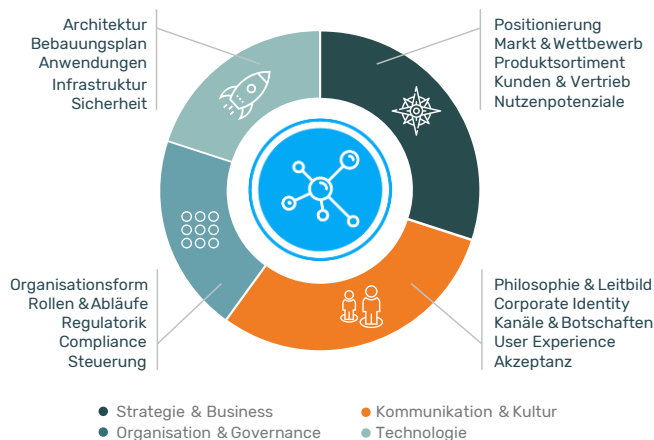 Architektur
Bebauungsplan
Anwendungen
Infrastruktur
Sicherheit
Positionierung
Markt & Wettbewerb
Produktsortiment
Kunden & Vertrieb
Nutzenpotenziale
Organisationsform
Rollen & Abläufe
Regulatorik
Compliance
Steuerung
Philosophie & Leitbild
Corporate Identity
Kanäle & Botschaften
User Experience
Akzeptanz
Strategie & Business
Kommunikation & Kultur
Organisation & Governance
Technologie